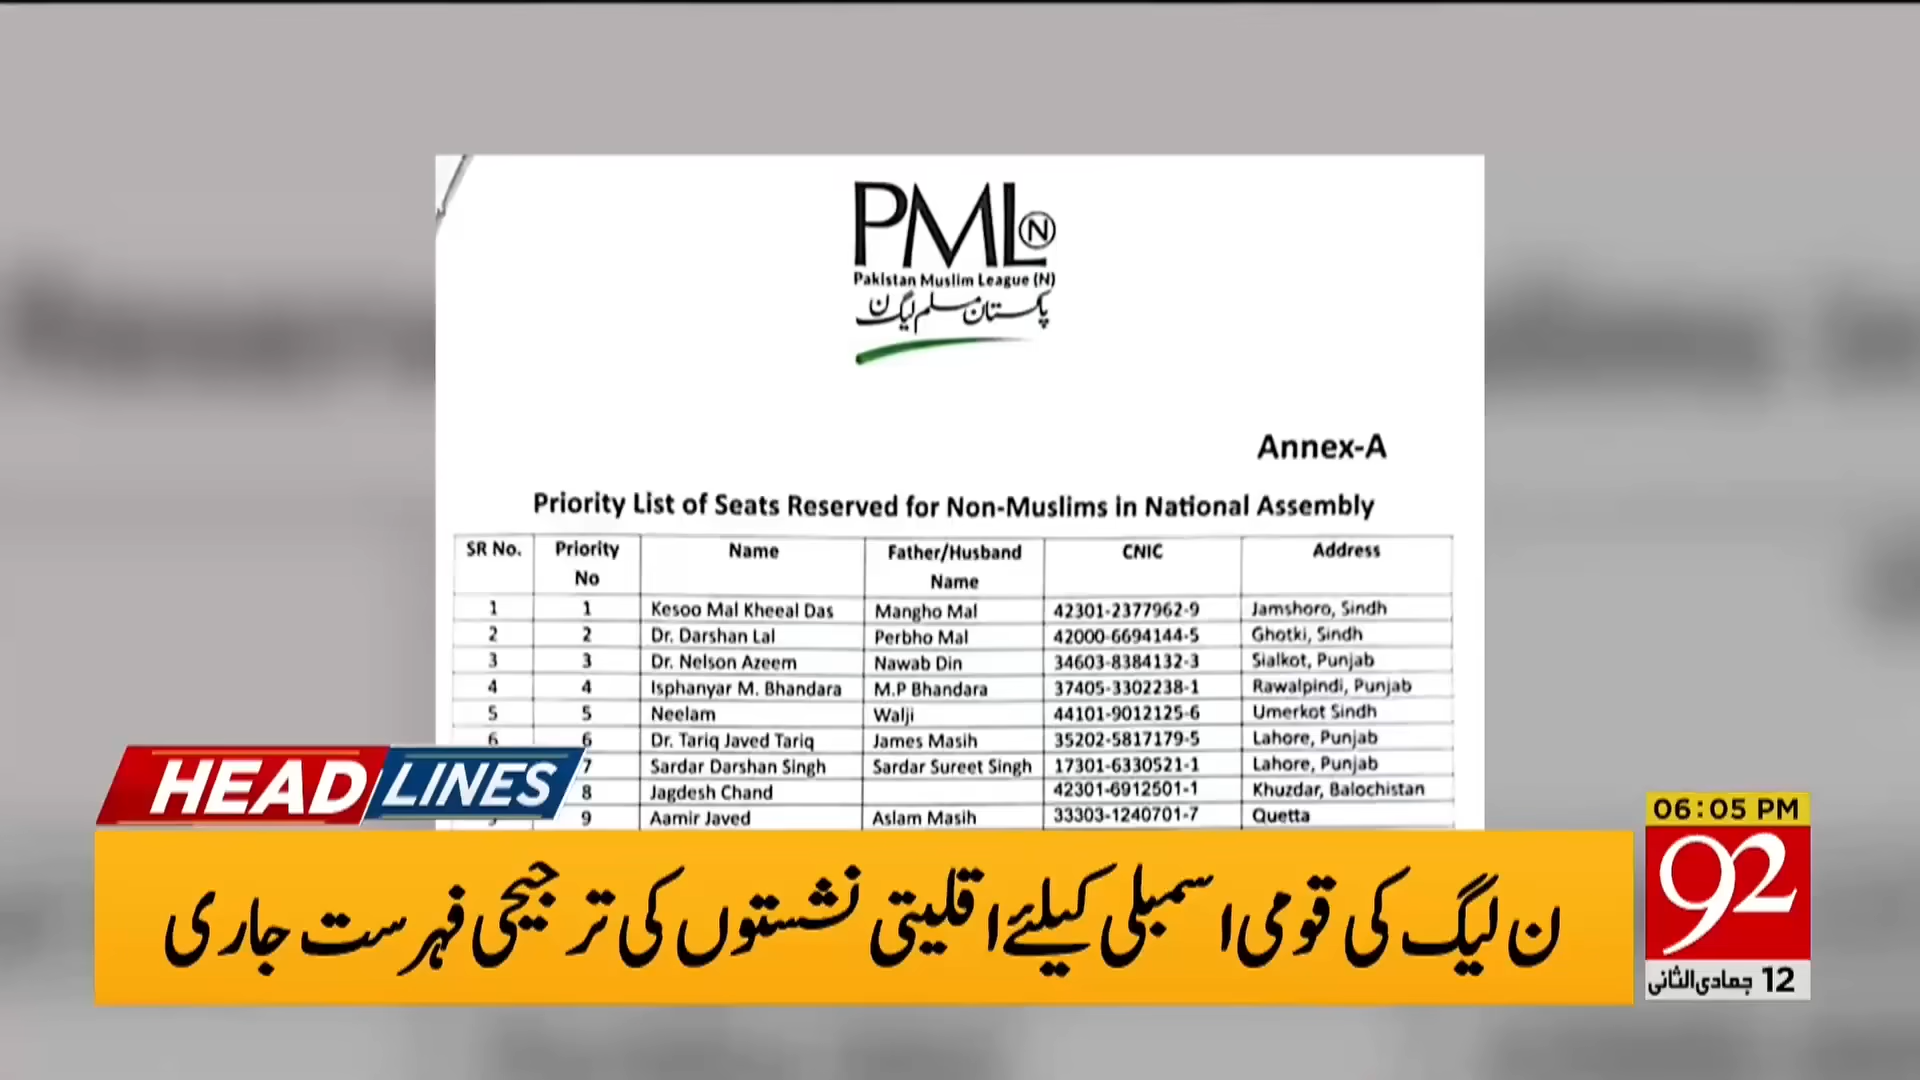 PML N
Pakistan Muslim League (N)
پاکستان مسلم لیگ ن
Annex-A
Priority List of Seats Reserved for Non-Muslims in National Assembly
SR No. Priority No Name Father/Husband Name CNIC Address
1 1 Kesoo Mal Kheeal Das Mangho Mal 42301-2377962-9 Jamshoro, Sindh
2 2 Dr. Darshan Lal Perbho Mal 42000-6694144-5 Ghotki, Sindh
3 3 Dr. Nelson Azeem Nawab Din 34603-8384132-3 Sialkot, Punjab
4 4 Isphanyar M. Bhandara M.P Bhandara 37405-3302238-1 Rawalpindi, Punjab
5 5 Neelam Walji 44101-9012125-6 Umerkot Sindh
6 6 Dr. Tariq Javed Tariq James Masih 35202-5817179-5 Lahore, Punjab
7 Sardar Darshan Singh Sardar Sureet Singh 17301-6330521-1 Lahore, Punjab
8 Jagdesh Chand 42301-6912501-1 Khuzdar, Balochistan
9 Aamir Javed Aslam Masih 33303-1240701-7 Quetta
HEADLINES
ن لیگ کی قومی اسمبلی کیلئے اقلیتی نشستوں کی ترجیحی فہرست جاری
06:05 PM
92
12 جمادی الثانی